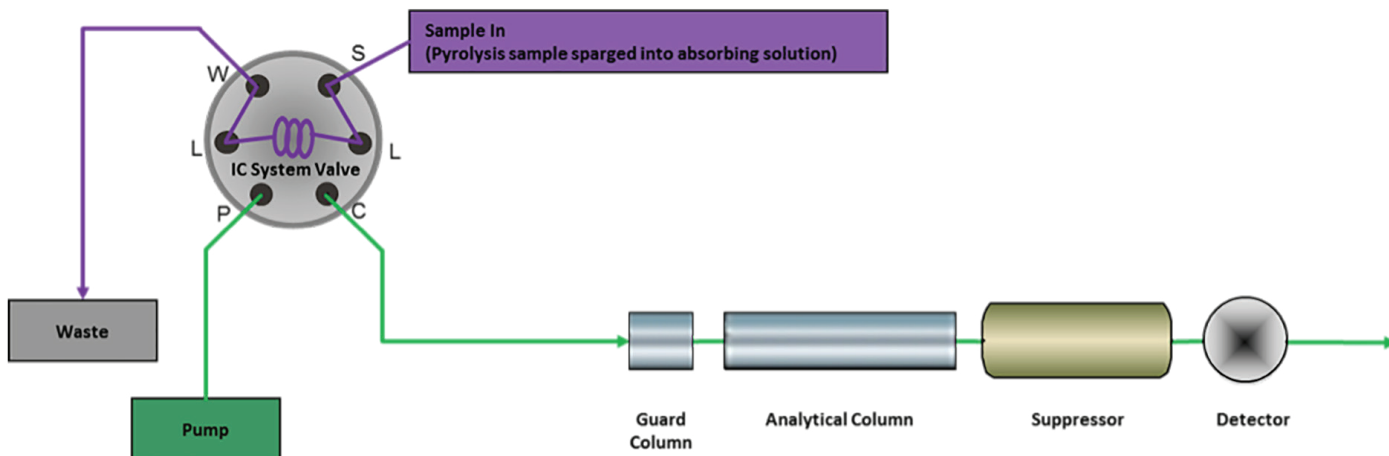 Sample In
(Pyrolysis sample sparged into absorbing solution)
S
W
L
L
IC System Valve
P
C
Waste
Pump
Guard
Column
Analytical Column
Suppressor
Detector